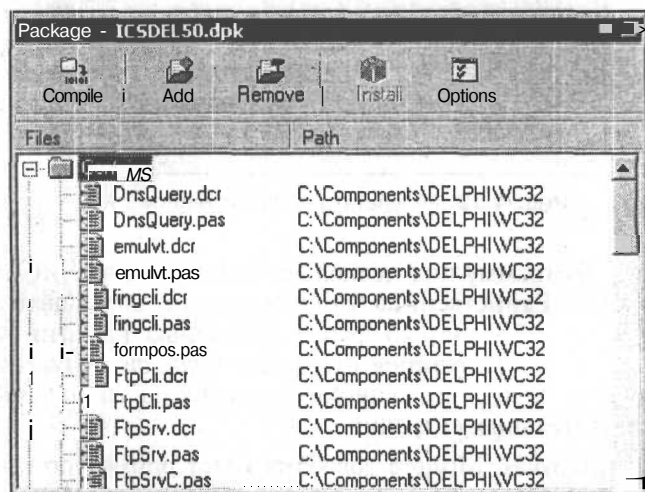 Package - ICSDEL50.dpk
Compile Add Remove Install Options
Files Path
MS
DnsQuery.dcr C:\Components\DELPHI\VC32
DnsQuery.pas C:\Components\DELPHI\VC32
emulvt.dcr C:\Components\DELPHI\VC32
emulvt.pas C:\Components\DELPHI\VC32
fingcli.dcr C:\Components\DELPHI\VC32
fingcli.pas C:\Components\DELPHI\VC32
formpos.pas C:\Components\DELPHI\VC32
FtpCli.dcr C:\Components\DELPHI\VC32
FtpCli.pas C:\Components\DELPHI\VC32
FtpSrv.dcr C:\Components\DELPHI\VC32
FtpSrv.pas C:\Components\DELPHI\VC32
FtpSrvC.pas C:\Components\DELPHI\VC32